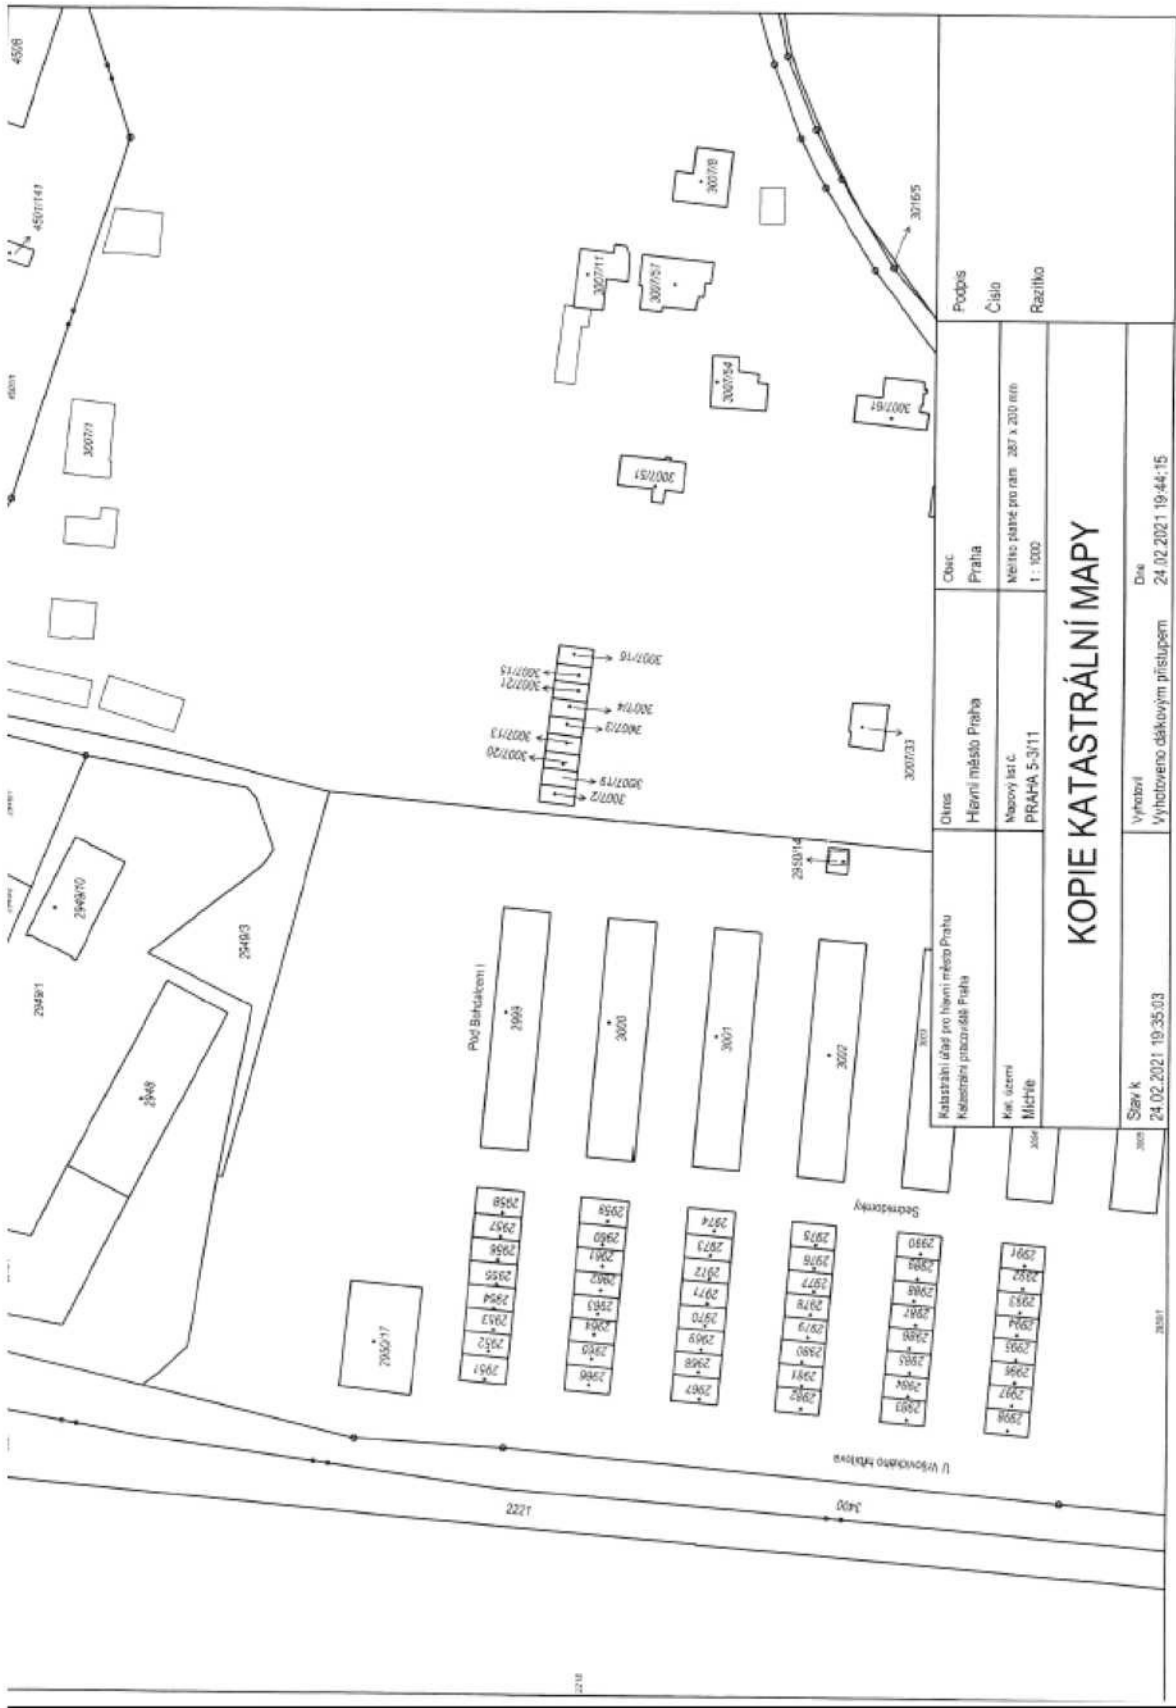 4508
4501/141
3007/1
3007/8
3007/11
3007/57
3007/54
3007/51
3007/61
3016/5
3007/16
3007/15
3007/21
3007/4
3007/3
3007/13
3007/20
3007/19
3007/2
3007/33
2950/14
2949/10
2949/3
2949/1
2948
Pod Bohdalcem I
2999
3000
3001
3002
3003
3004
3005
2950/17
2951 2952 2953 2954 2955 2956 2957 2958
2966 2965 2964 2963 2962 2961 2960 2959
2967 2968 2969 2970 2971 2972 2973 2974
2982 2981 2980 2979 2978 2977 2976 2975
2983 2984 2985 2986 2987 2988 2989 2990
2998 2997 2996 2995 2994 2993 2992 2991
Sedmidomky
U Vršovického hřbitova
2221
3400
2218
Katastrální úřad pro hlavní město Prahu
Katastrální pracoviště Praha
Okres
Hlavní město Praha
Obec
Praha
Kat. území
Michle
Mapový list č.
PRAHA 5-3/11
Měřítko platné pro rám 287 x 200 mm
1 : 1000
KOPIE KATASTRÁLNÍ MAPY
Stav k
24.02.2021 19:35:03
Vyhotovil
Vyhotoveno dálkovým přístupem
Dne
24.02.2021 19:44:15
Podpis
Číslo
Razítko